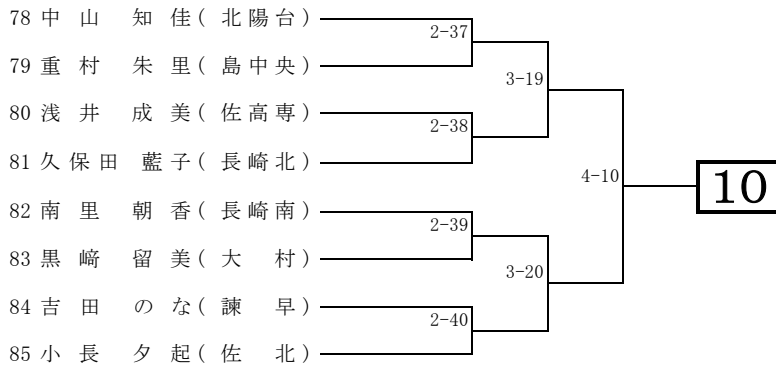 78 中山 知佳(北陽台)
2-37
79 重村 朱里(島中央)
3-19
80 浅井 成美(佐高専)
2-38
81 久保田 藍子(長崎北)
4-10
10
82 南里 朝香(長崎南)
2-39
83 黒﨑 留美(大村)
3-20
84 吉田 のな(諫早)
2-40
85 小長 夕起(佐北)